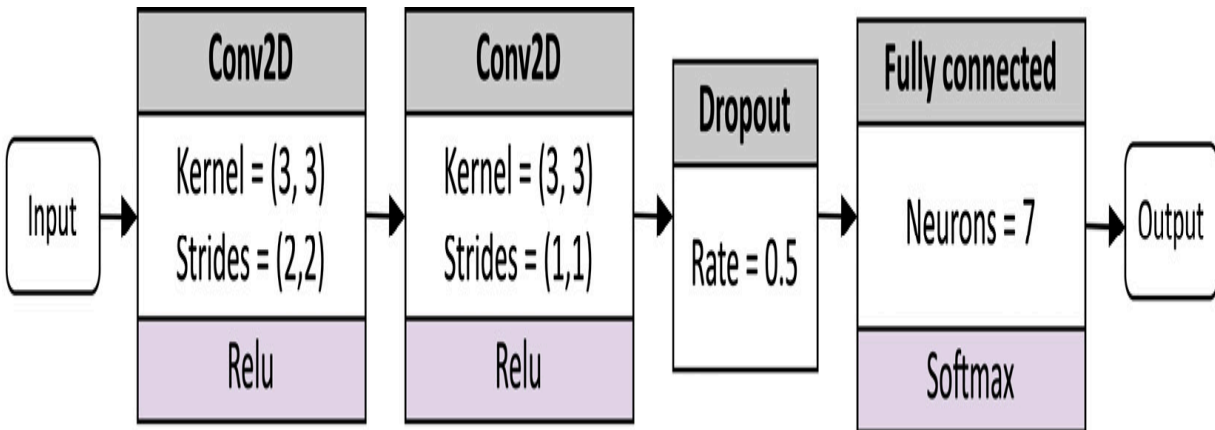 Input
Conv2D
Kernel = (3, 3)
Strides = (2,2)
Relu
Conv2D
Kernel = (3, 3)
Strides = (1,1)
Relu
Dropout
Rate = 0.5
Fully connected
Neurons = 7
Softmax
Output